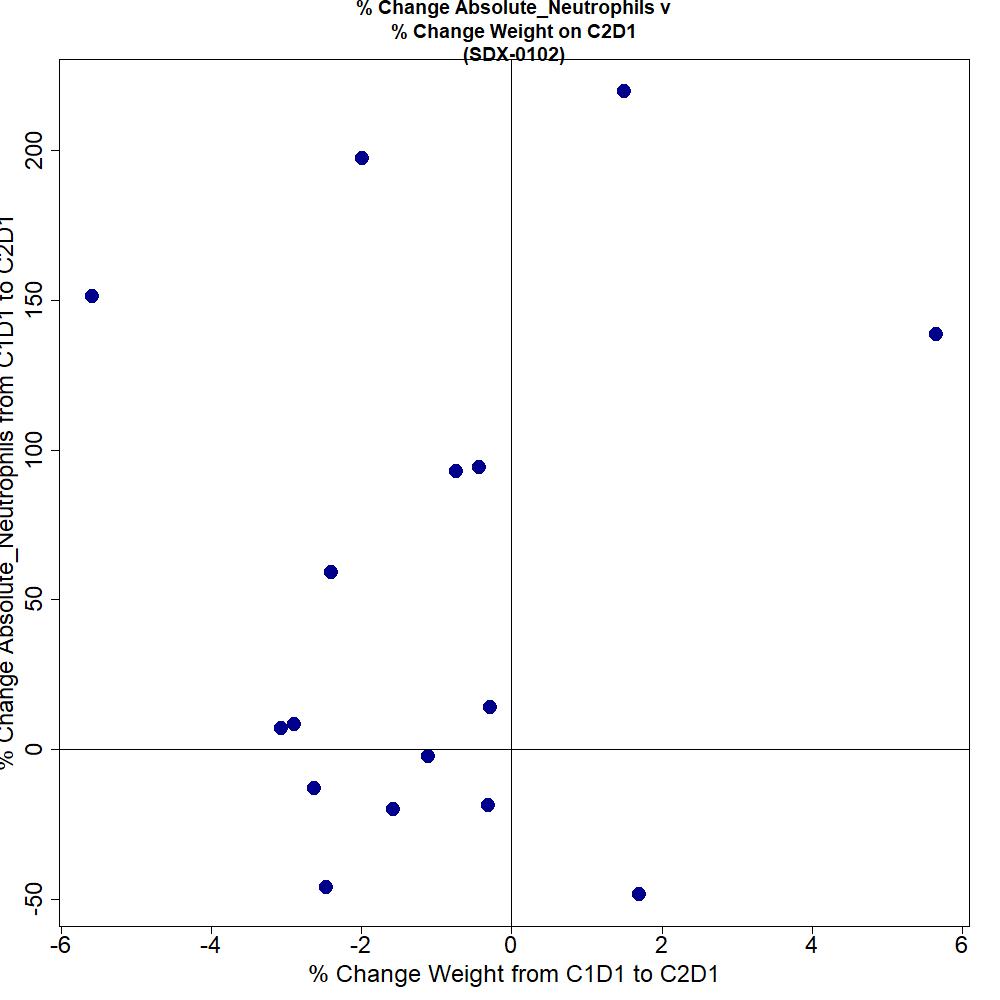 % Change Absolute_Neutrophils v
% Change Weight on C2D1
(SDX-0102)
% Change Absolute_Neutrophils from C1D1 to C2D1
200
150
100
50
0
-50
-6 -4 -2 0 2 4 6
% Change Weight from C1D1 to C2D1